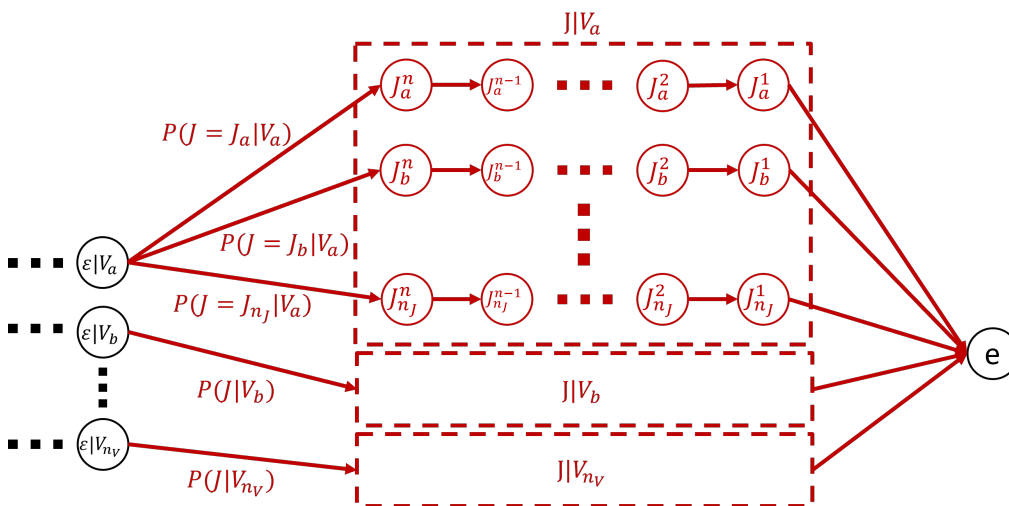 J|V_a
J_a^n J_a^{n-1} J_a^2 J_a^1
P(J = J_a|V_a)
J_b^n J_b^{n-1} J_b^2 J_b^1
P(J = J_b|V_a)
ε|V_a
P(J = J_{n_J}|V_a)
J_{n_J}^n J_{n_J}^{n-1} J_{n_J}^2 J_{n_J}^1
ε|V_b
e
P(J|V_b)
J|V_b
ε|V_{n_V}
P(J|V_{n_V})
J|V_{n_V}